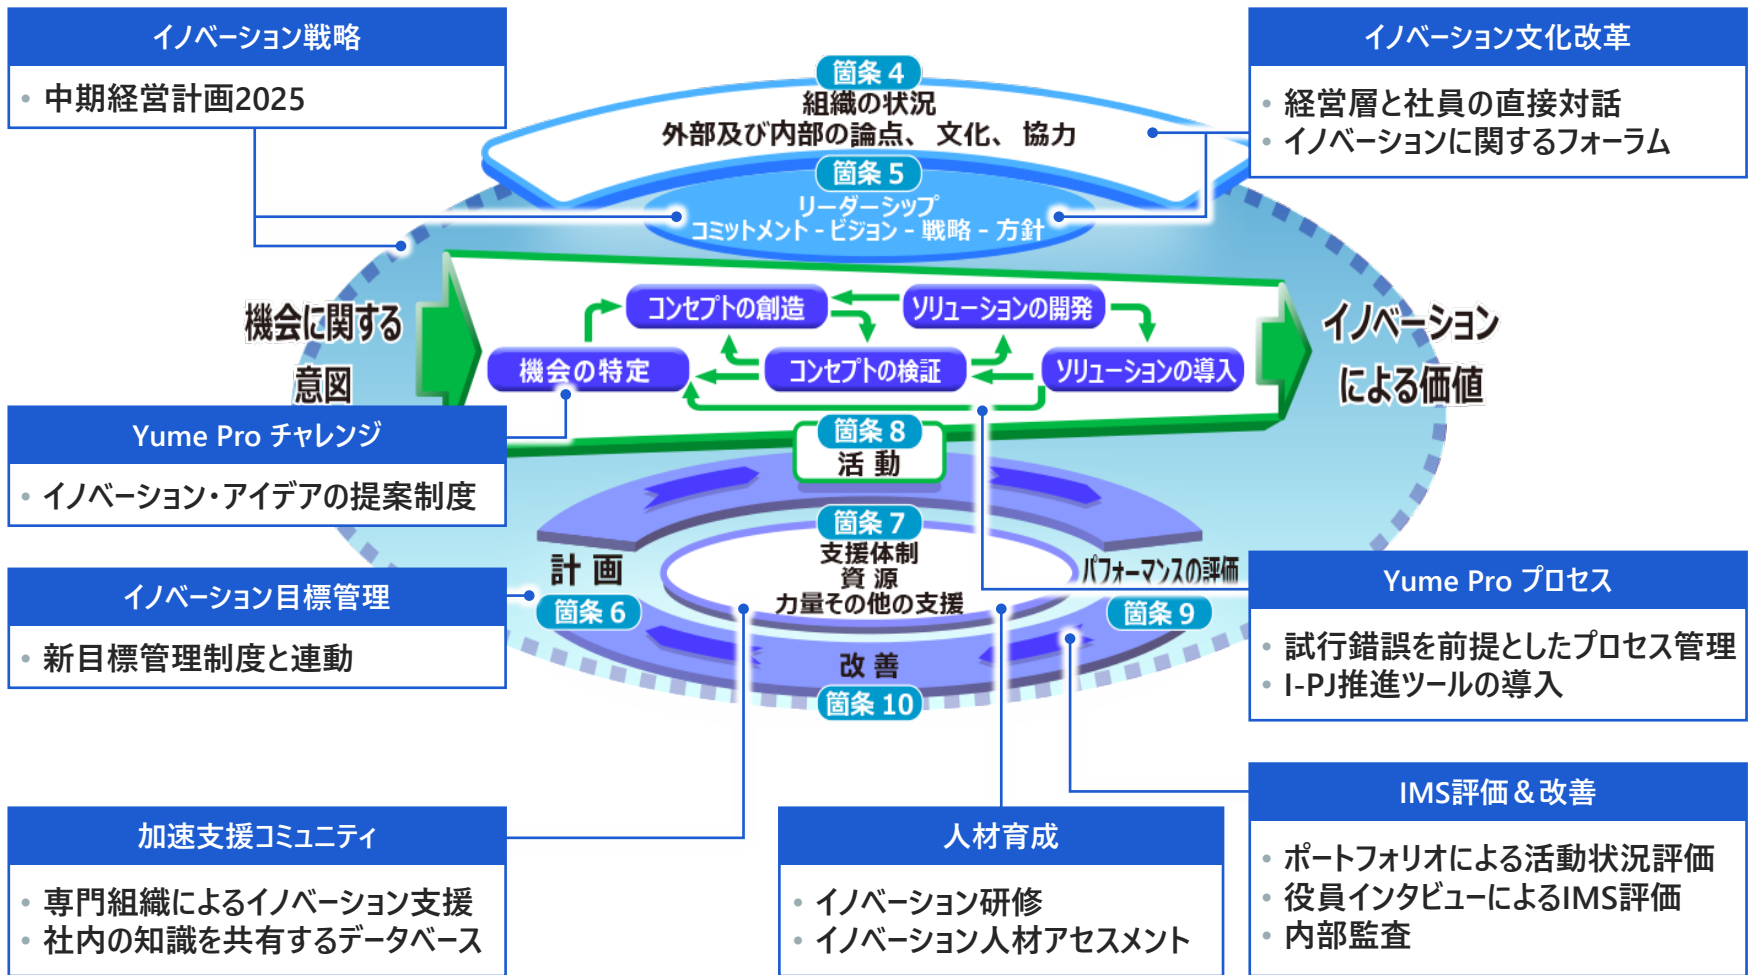 イノベーション戦略
• 中期経営計画2025
イノベーション文化改革
• 経営層と社員の直接対話
• イノベーションに関するフォーラム
箇条 4
組織の状況
外部及び内部の論点、文化、協力
箇条 5
リーダーシップ
コミットメント - ビジョン - 戦略 - 方針
機会に関する
意図
コンセプトの創造
ソリューションの開発
機会の特定
コンセプトの検証
ソリューションの導入
イノベーション
による価値
Yume Pro チャレンジ
• イノベーション・アイデアの提案制度
箇条 8
活 動
箇条 7
支援体制
資 源
力量その他の支援
計 画
箇条 6
パフォーマンスの評価
箇条 9
改 善
箇条 10
イノベーション目標管理
• 新目標管理制度と連動
Yume Pro プロセス
• 試行錯誤を前提としたプロセス管理
• I-PJ推進ツールの導入
加速支援コミュニティ
• 専門組織によるイノベーション支援
• 社内の知識を共有するデータベース
人材育成
• イノベーション研修
• イノベーション人材アセスメント
IMS評価＆改善
• ポートフォリオによる活動状況評価
• 役員インタビューによるIMS評価
• 内部監査